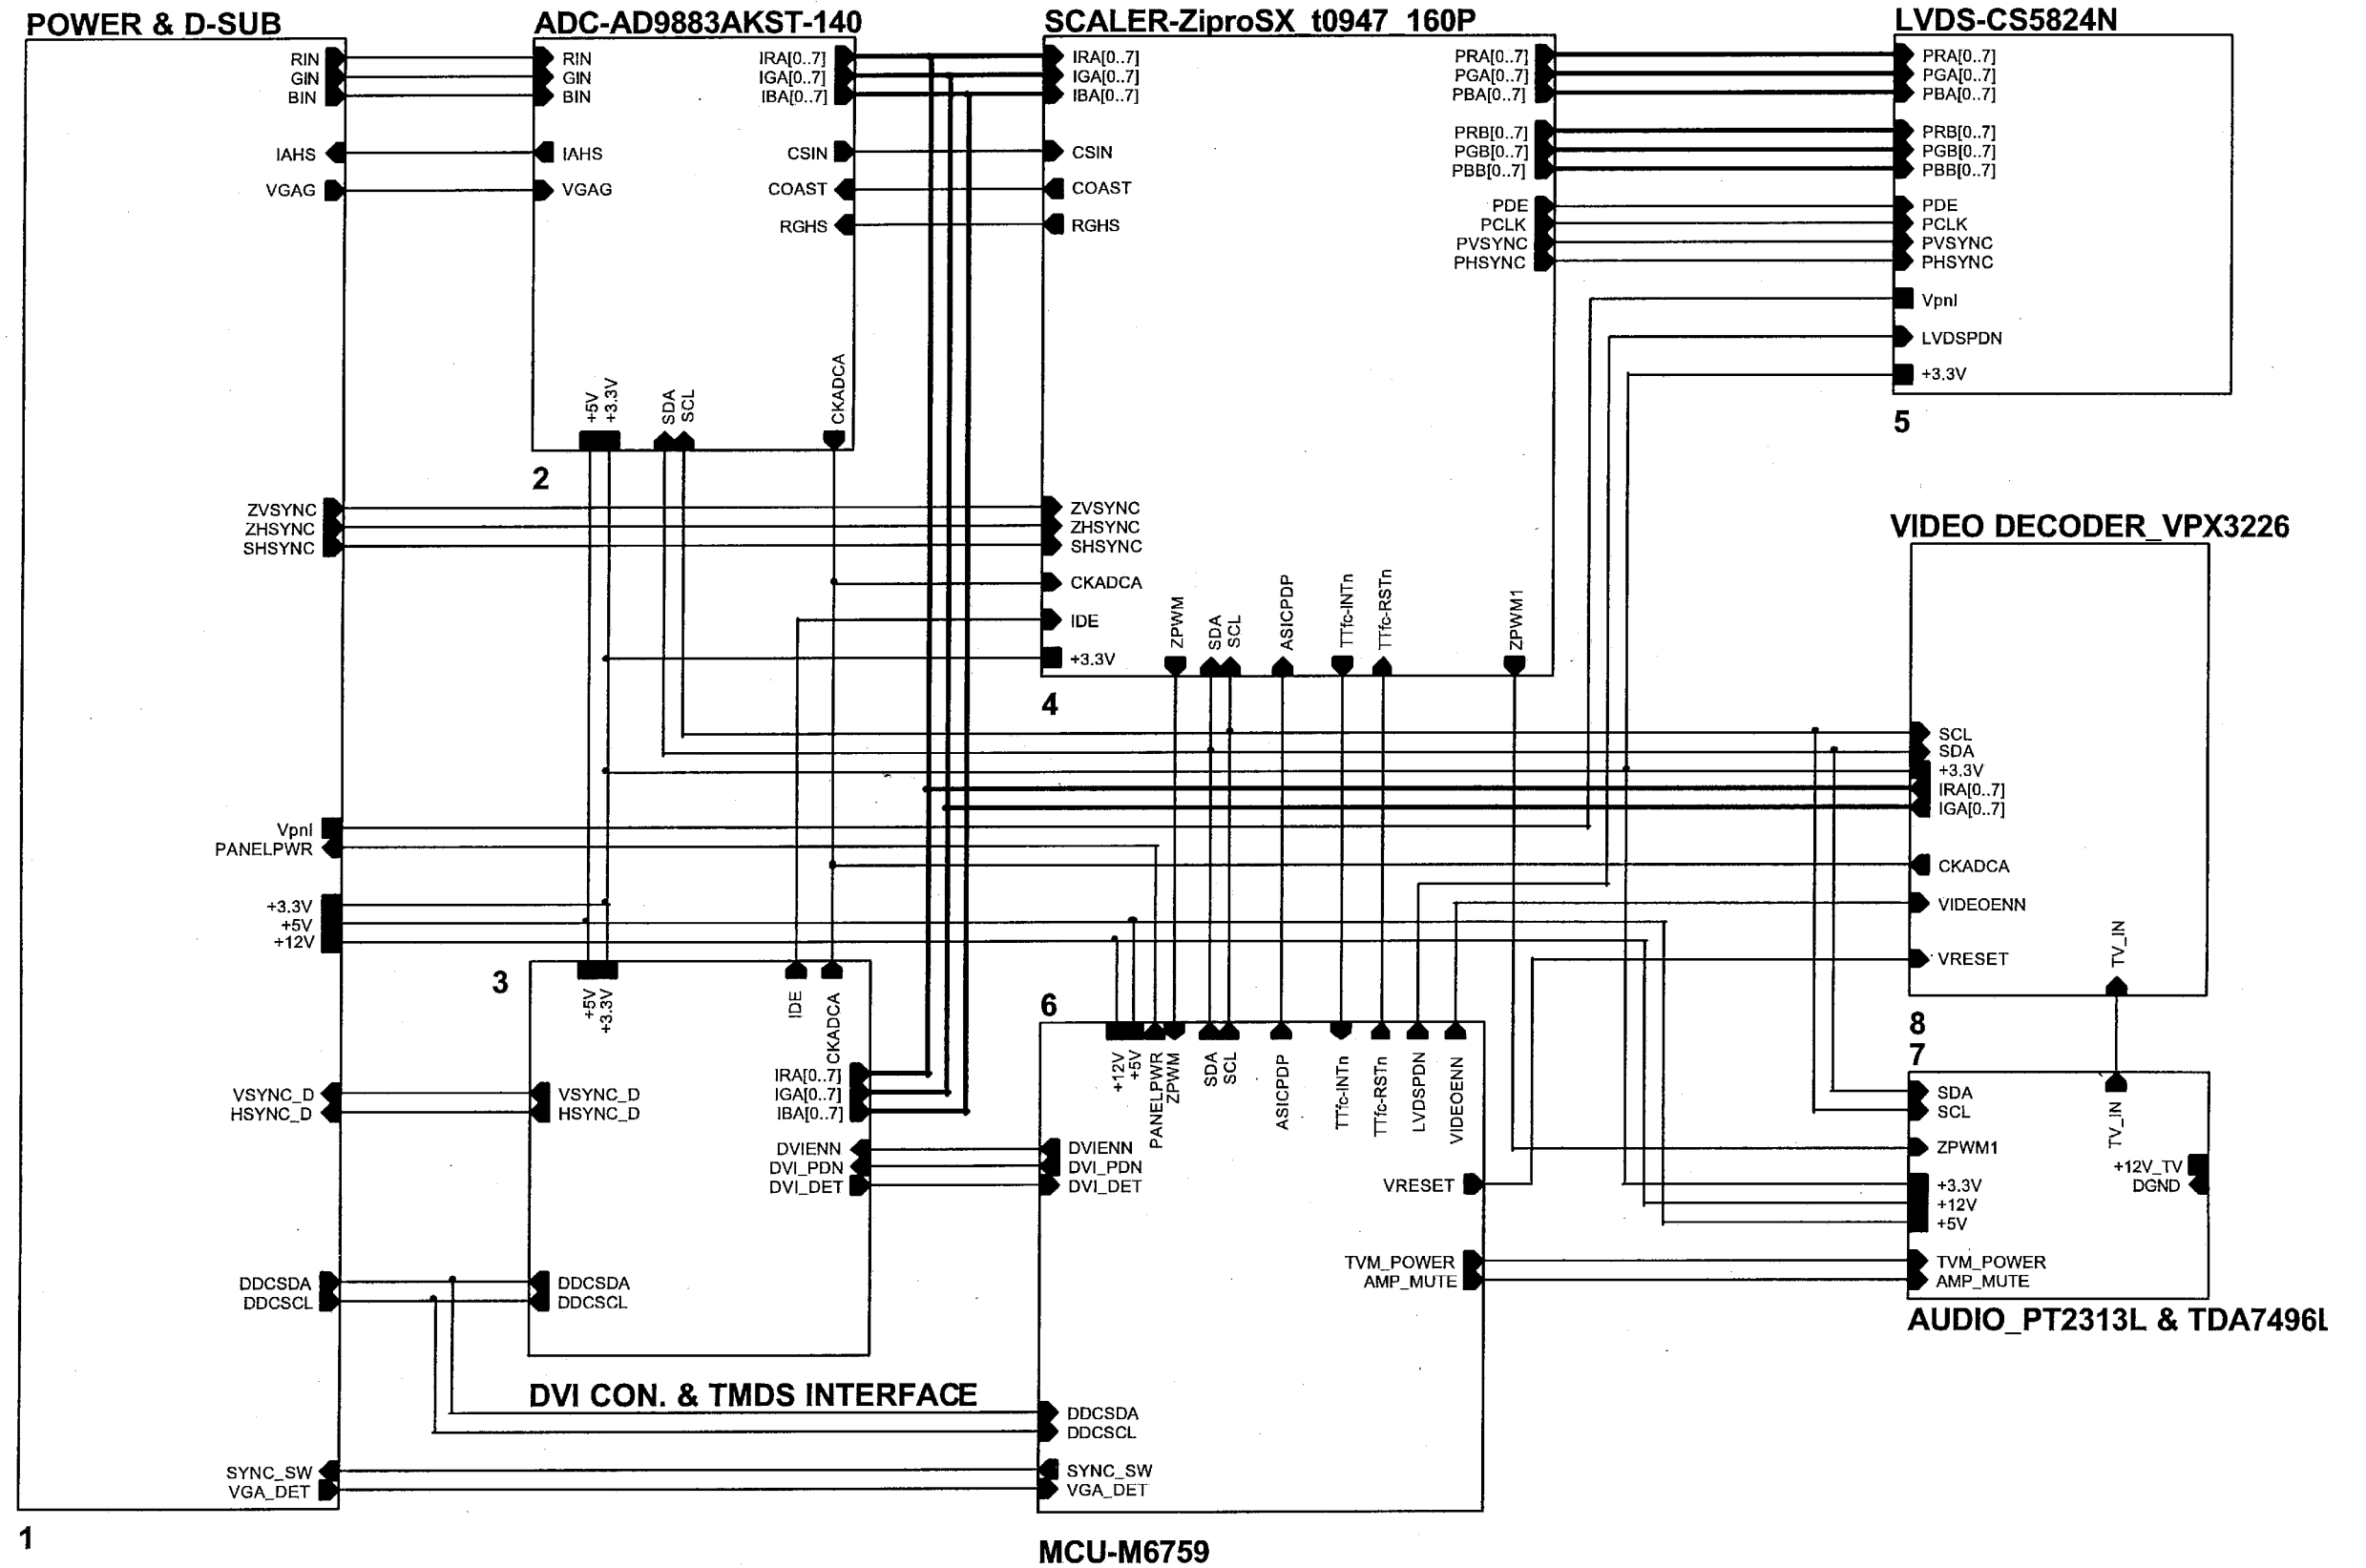 POWER & D-SUB
RIN
GIN
BIN
IAHS
VGAG
ZVSYNC
ZHSYNC
SHSYNC
Vpnl
PANELPWR
+3.3V
+5V
+12V
VSYNC_D
HSYNC_D
DDCSDA
DDCSCL
SYNC_SW
VGA_DET
1
ADC-AD9883AKST-140
RIN
GIN
BIN
IAHS
VGAG
IRA[0..7]
IGA[0..7]
IBA[0..7]
CSIN
COAST
RGHS
+5V
+3.3V
SDA
SCL
CKADCA
2
3
+5V
+3.3V
IDE
CKADCA
IRA[0..7]
IGA[0..7]
IBA[0..7]
VSYNC_D
HSYNC_D
DVIENN
DVI_PDN
DVI_DET
DDCSDA
DDCSCL
DVI CON. & TMDS INTERFACE
SCALER-ZiproSX_t0947_160P
IRA[0..7]
IGA[0..7]
IBA[0..7]
CSIN
COAST
RGHS
ZVSYNC
ZHSYNC
SHSYNC
CKADCA
IDE
+3.3V
PRA[0..7]
PGA[0..7]
PBA[0..7]
PRB[0..7]
PGB[0..7]
PBB[0..7]
PDE
PCLK
PVSYNC
PHSYNC
ZPWM
SDA
SCL
ASICPDP
TTfc-INTn
TTfc-RSTn
ZPWM1
4
6
+12V
+5V
PANELPWR
ZPWM
SDA
SCL
ASICPDP
TTfc-INTn
TTfc-RSTn
LVDSPDN
VIDEOENN
DVIENN
DVI_PDN
DVI_DET
VRESET
TVM_POWER
AMP_MUTE
DDCSDA
DDCSCL
SYNC_SW
VGA_DET
MCU-M6759
LVDS-CS5824N
PRA[0..7]
PGA[0..7]
PBA[0..7]
PRB[0..7]
PGB[0..7]
PBB[0..7]
PDE
PCLK
PVSYNC
PHSYNC
Vpnl
LVDSPDN
+3.3V
5
VIDEO DECODER_VPX3226
SCL
SDA
+3.3V
IRA[0..7]
IGA[0..7]
CKADCA
VIDEOENN
VRESET
TV_IN
8
7
SDA
SCL
TV_IN
ZPWM1
+12V_TV
DGND
+3.3V
+12V
+5V
TVM_POWER
AMP_MUTE
AUDIO_PT2313L & TDA7496L